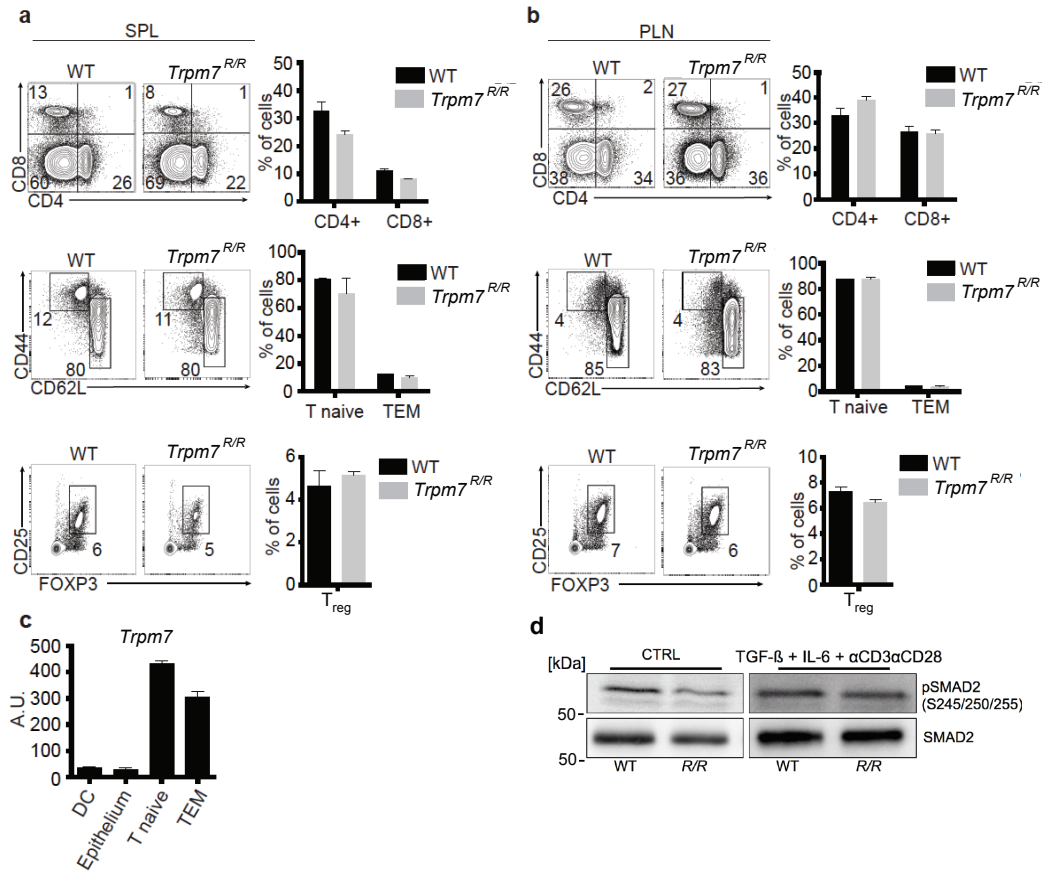 a
SPL
WT
Trpm7 R/R
13
1
60
26
8
1
69
22
CD8
CD4
% of cells
50
40
30
20
10
0
CD4+
CD8+
WT
Trpm7 R/R
WT
Trpm7 R/R
12
80
11
80
CD44
CD62L
% of cells
100
80
60
40
20
0
T naive
TEM
WT
Trpm7 R/R
WT
Trpm7 R/R
6
5
CD25
FOXP3
% of cells
6
4
2
0
Treg
WT
Trpm7 R/R
b
PLN
WT
Trpm7 R/R
26
2
38
34
27
1
36
36
CD8
CD4
% of cells
50
40
30
20
10
0
CD4+
CD8+
WT
Trpm7 R/R
WT
Trpm7 R/R
4
85
4
83
CD44
CD62L
% of cells
100
80
60
40
20
0
T naive
TEM
WT
Trpm7 R/R
WT
Trpm7 R/R
7
6
CD25
FOXP3
% of cells
10
8
6
4
2
0
Treg
WT
Trpm7 R/R
c
Trpm7
A.U.
500
400
300
200
100
0
DC
Epithelium
T naive
TEM
d
[kDa]
CTRL
TGF-ß + IL-6 + αCD3αCD28
50
pSMAD2
(S245/250/255)
50
SMAD2
WT
R/R
WT
R/R